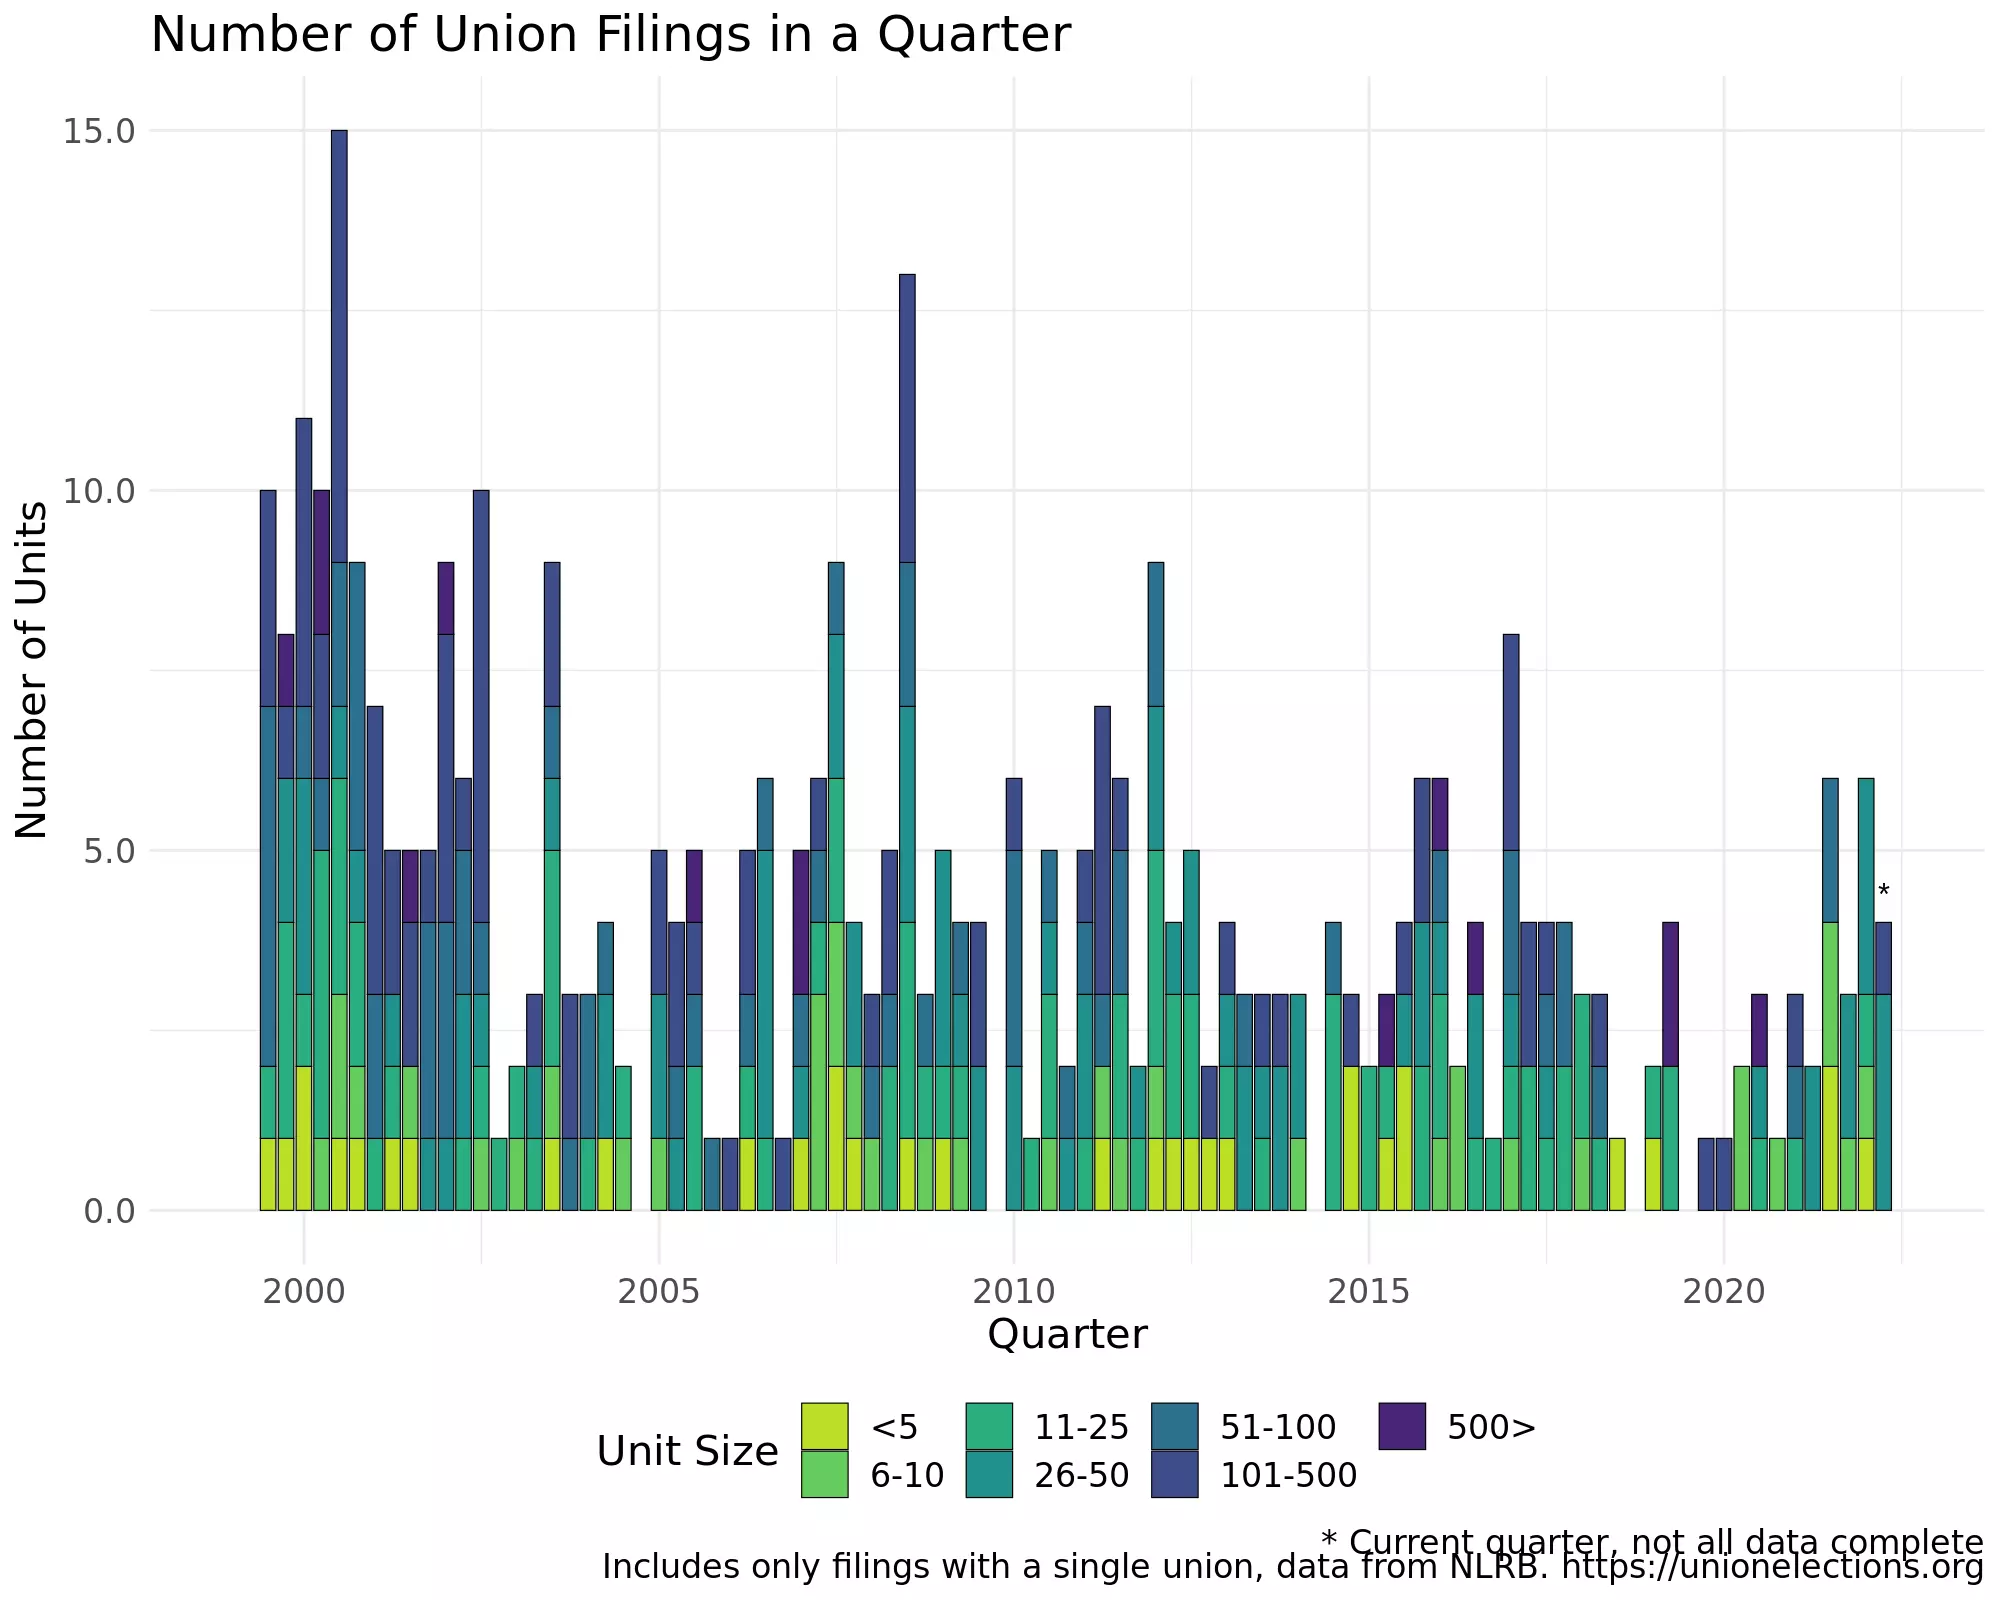 Number of Union Filings in a Quarter
Number of Units
15.0
10.0
5.0
0.0
*
2000 2005 2010 2015 2020
Quarter
Unit Size
<5 11-25 51-100 500>
6-10 26-50 101-500
* Current quarter, not all data complete
Includes only filings with a single union, data from NLRB. https://unionelections.org